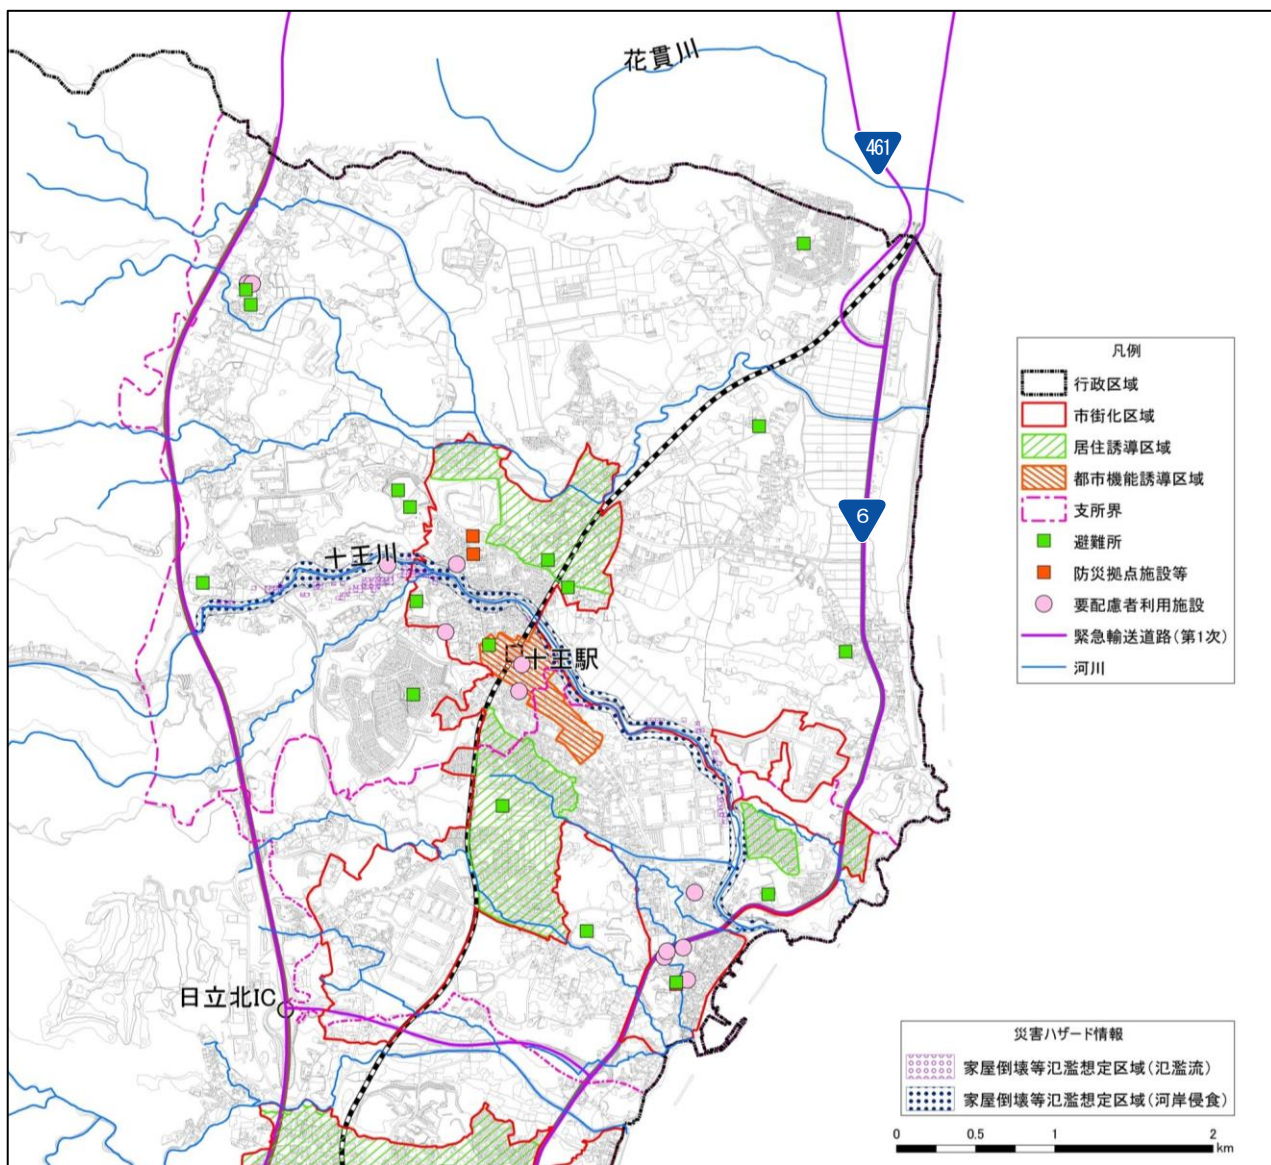 花貫川
461
凡例
行政区域
市街化区域
居住誘導区域
都市機能誘導区域
支所界
避難所
防災拠点施設等
要配慮者利用施設
緊急輸送道路(第1次)
河川
6
十王川
十王駅
日立北IC
災害ハザード情報
家屋倒壊等氾濫想定区域(氾濫流)
家屋倒壊等氾濫想定区域(河岸侵食)
0 0.5 1 2
km